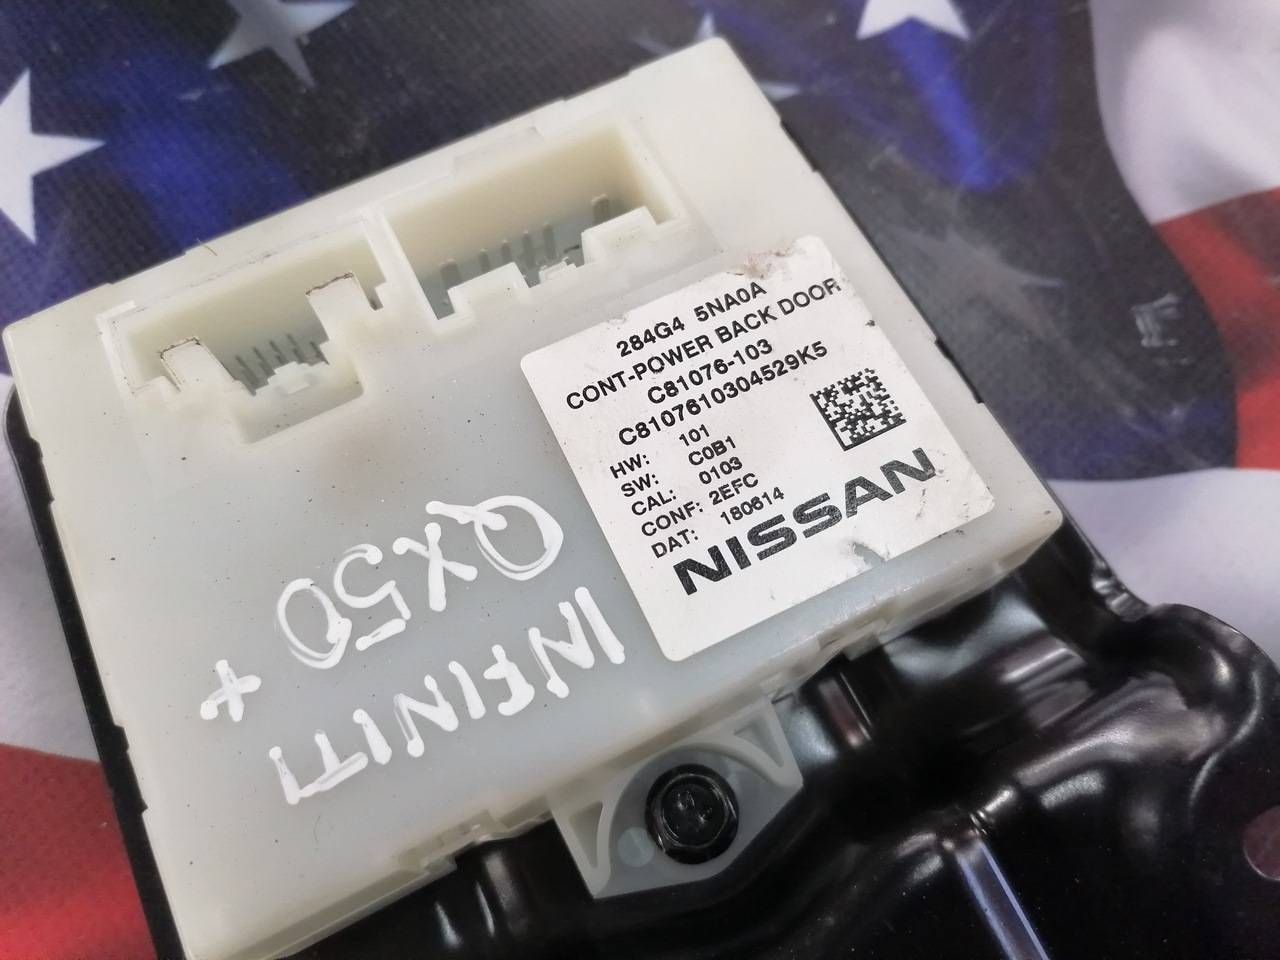 284G4 5NA0A
CONT-POWER BACK DOOR
C81076-103
C8107610304529K5
HW: 101
SW: C0B1
CAL: 0103
CONF: 2EFC
DAT: 180614
NISSAN
INFINITI
QX50
+